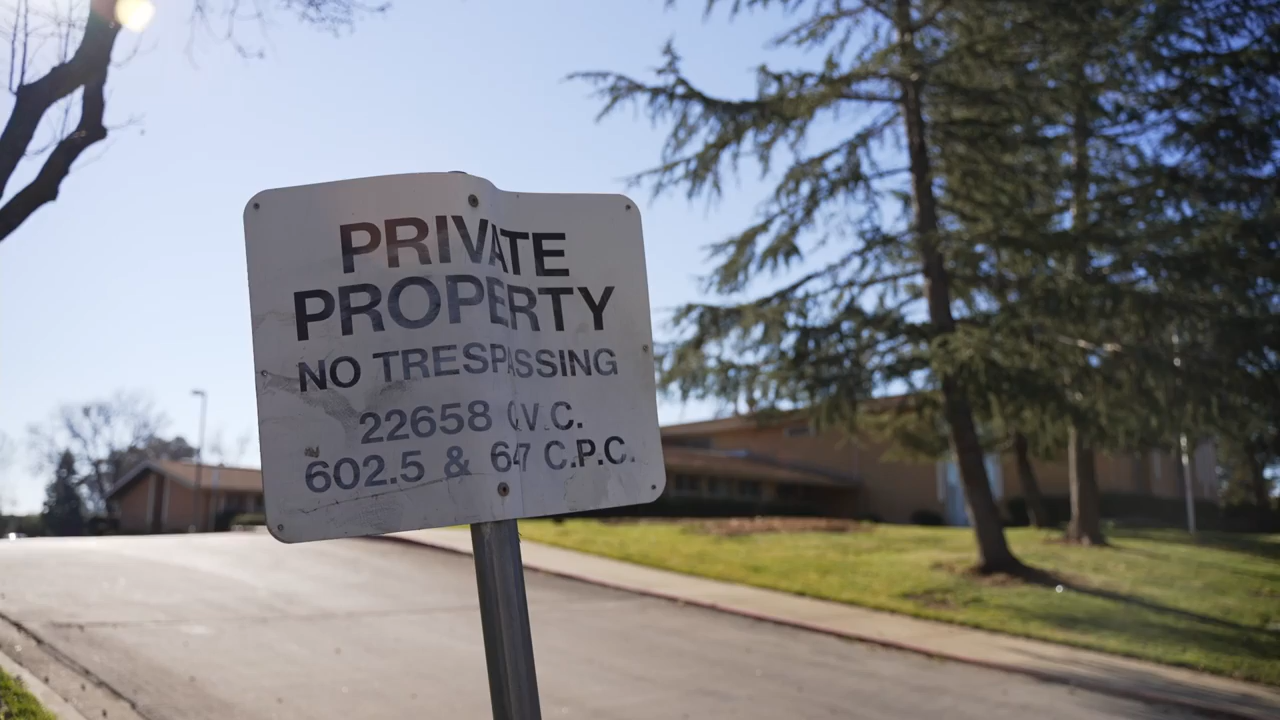 PRIVATE
PROPERTY
NO TRESPASSING
22658 C.V.C.
602.5 & 647 C.P.C.